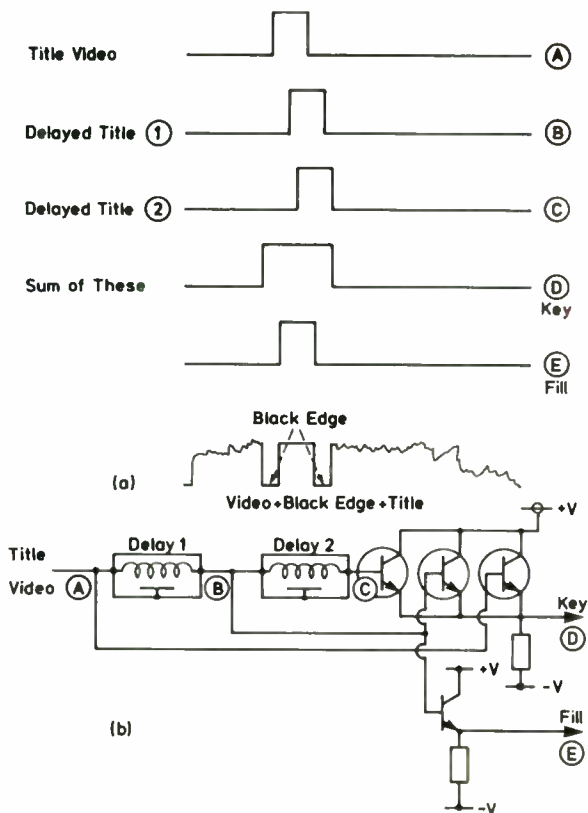 Title Video A
Delayed Title 1 B
Delayed Title 2 C
Sum of These D
Key
E
Fill
Black Edge
(a)
Video+Black Edge+Title
+V
Title Delay 1 Delay 2
Video A B C Key
D
+V
-V
(b) Fill
E
-V